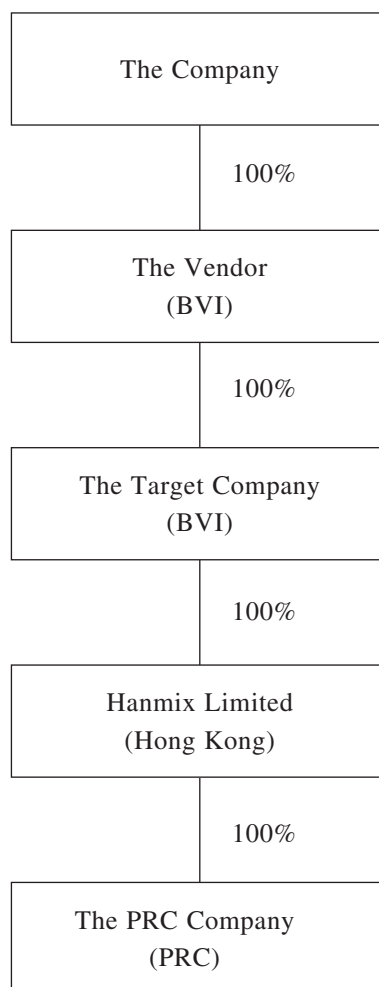 The Company
100%
The Vendor
(BVI)
100%
The Target Company
(BVI)
100%
Hanmix Limited
(Hong Kong)
100%
The PRC Company
(PRC)